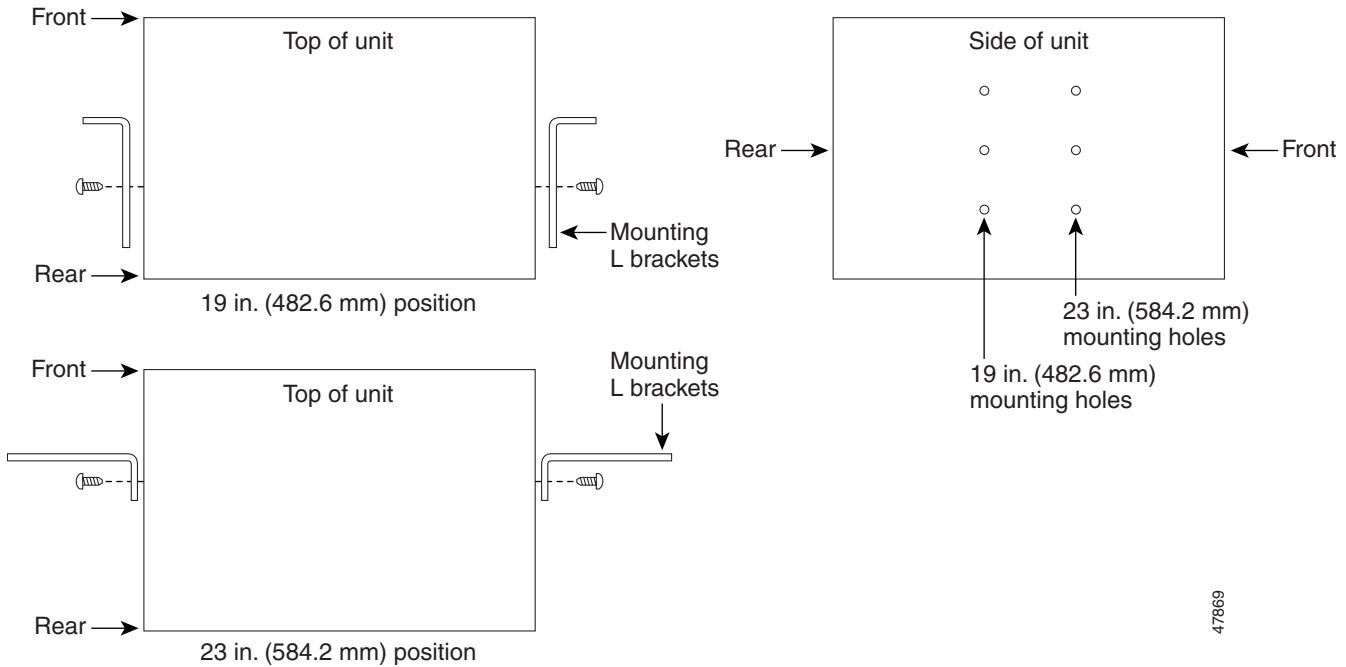 Front
Top of unit
Mounting
L brackets
Rear
19 in. (482.6 mm) position
Side of unit
Rear
Front
23 in. (584.2 mm)
mounting holes
19 in. (482.6 mm)
mounting holes
Front
Top of unit
Mounting
L brackets
Rear
23 in. (584.2 mm) position
47869